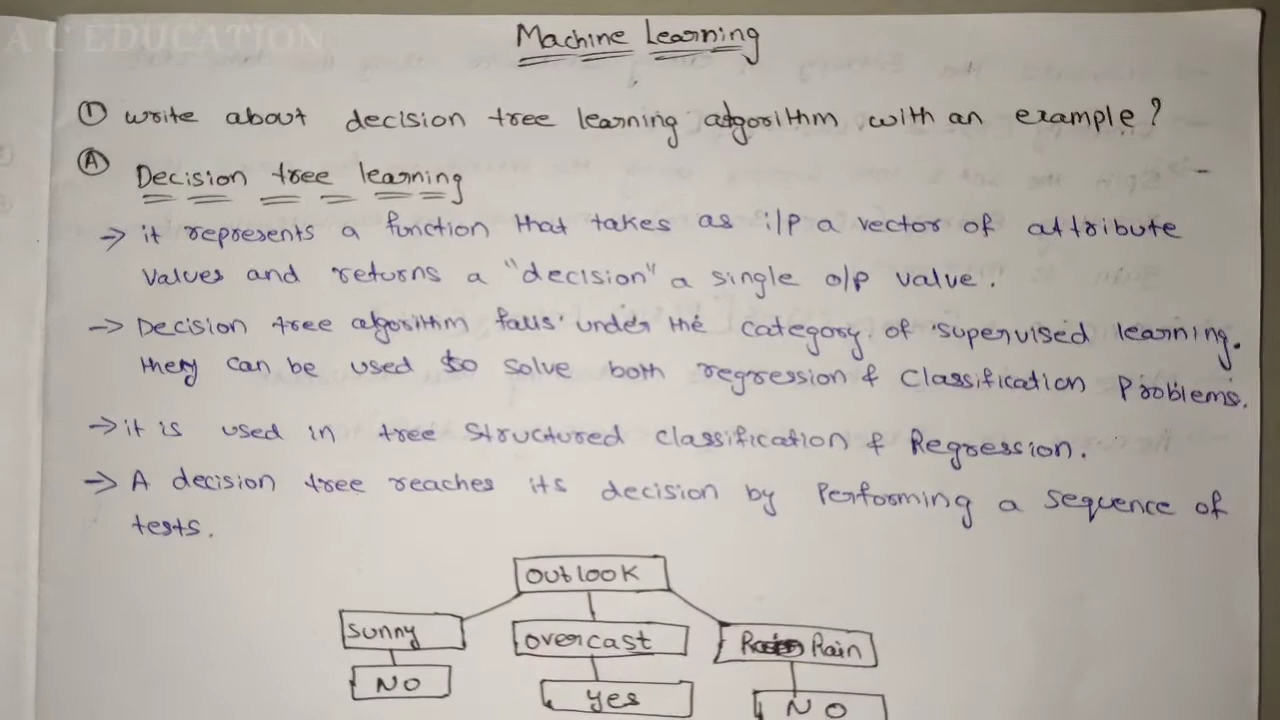 A C EDUCATION
Machine Learning
① write about decision tree learning algorithm with an example?
Ⓐ Decision tree learning
→ it represents a function that takes as i/p a vector of attribute
values and returns a "decision" a single o/p value.
→ Decision tree algorithm falls under the category of supervised learning.
they can be used to solve both regression & Classification Problems.
→ it is used in tree structured classification & Regression.
→ A decision tree reaches its decision by Performing a sequence of
tests.
Outlook
Sunny overcast Rain
NO Yes NO